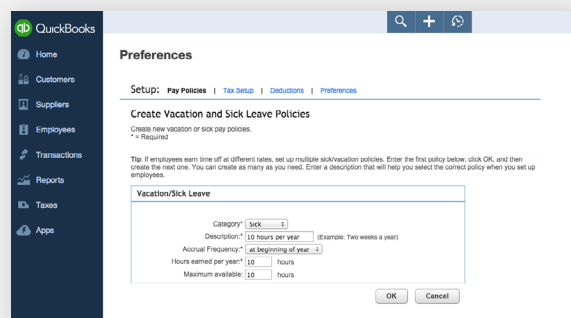 qb QuickBooks
Home
Customers
Suppliers
Employees
Transactions
Reports
Taxes
Apps
Preferences
Setup: Pay Policies | Tax Setup | Deductions | Preferences
Create Vacation and Sick Leave Policies
Create new vacation or sick pay policies.
* = Required
Tip: If employees earn time off at different rates, set up multiple sick/vacation policies. Enter the first policy below, click OK, and then
create the next one. You can create as many as you need. Enter a description that will help you select the correct policy when you set up
employees.
Vacation/Sick Leave
Category* Sick
Description:* 10 hours per year (Example: Two weeks a year)
Accrual Frequency:* at beginning of year
Hours earned per year:* 10 hours
Maximum available: 10 hours
OK Cancel